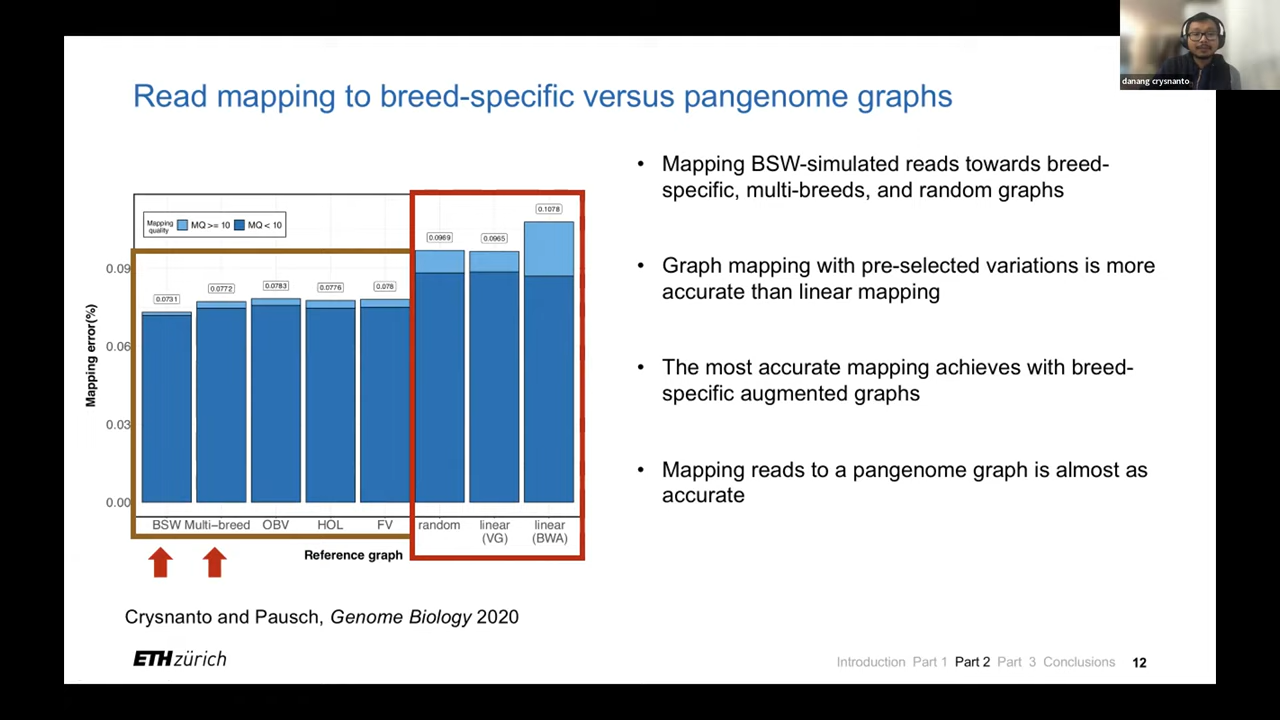 danang crysnanto
Read mapping to breed-specific versus pangenome graphs
Mapping quality MQ >= 10 MQ < 10
Mapping error(%)
0.09
0.06
0.03
0.00
0.0731
0.0772
0.0783
0.0776
0.078
0.0969
0.0965
0.1078
BSW Multi-breed OBV HOL FV random linear (VG) linear (BWA)
Reference graph
• Mapping BSW-simulated reads towards breed-
specific, multi-breeds, and random graphs
• Graph mapping with pre-selected variations is more
accurate than linear mapping
• The most accurate mapping achieves with breed-
specific augmented graphs
• Mapping reads to a pangenome graph is almost as
accurate
Crysnanto and Pausch, Genome Biology 2020
ETH zürich
Introduction Part 1 Part 2 Part 3 Conclusions 12